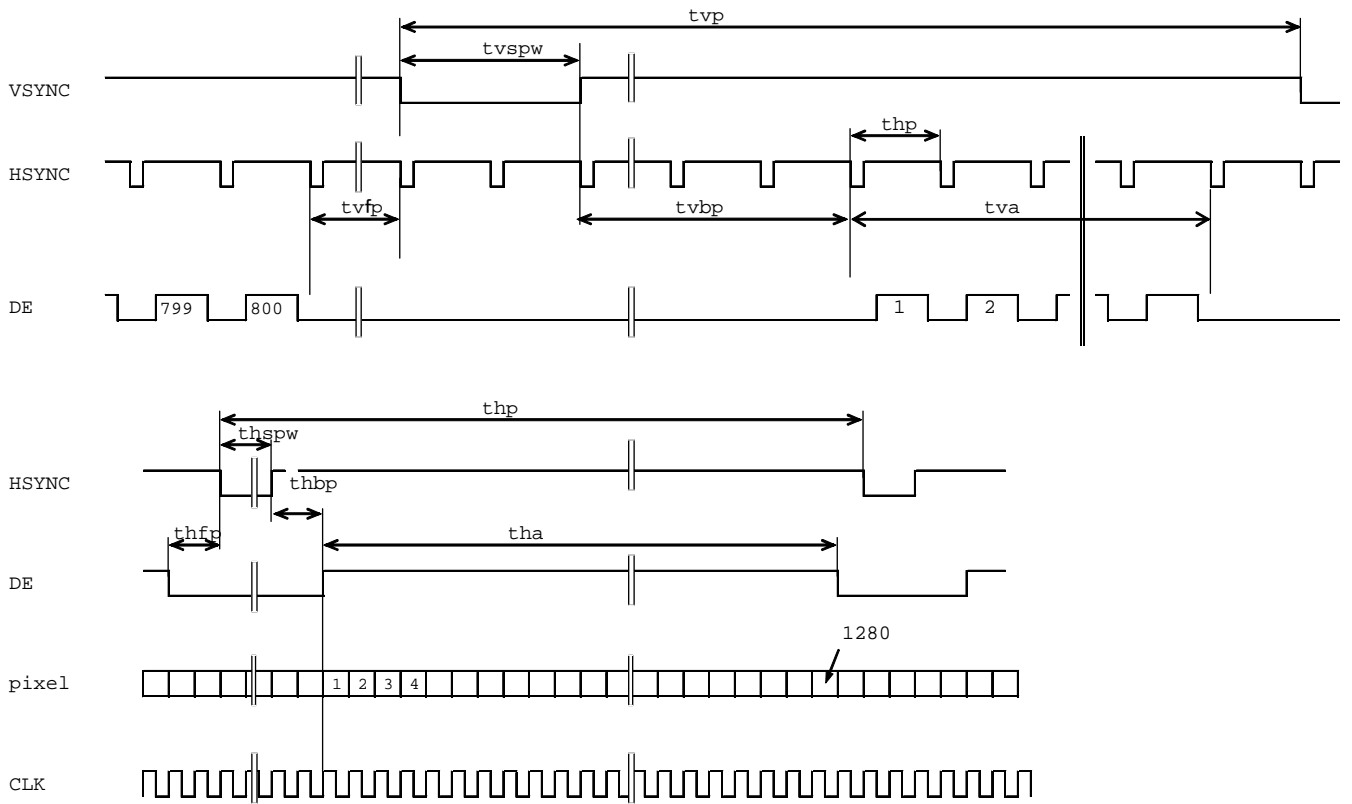 tvp
tvspw
VSYNC
thp
HSYNC
tvfp
tvbp
tva
DE
799
800
1
2
thp
thspw
HSYNC
thbp
thfp
tha
DE
1280
pixel
1 2 3 4
CLK